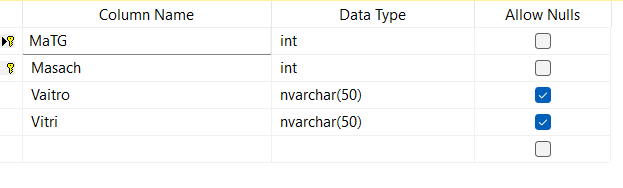 Column Name Data Type Allow Nulls
MaTG int
Masach int
Vaitro nvarchar(50)
Vitri nvarchar(50)